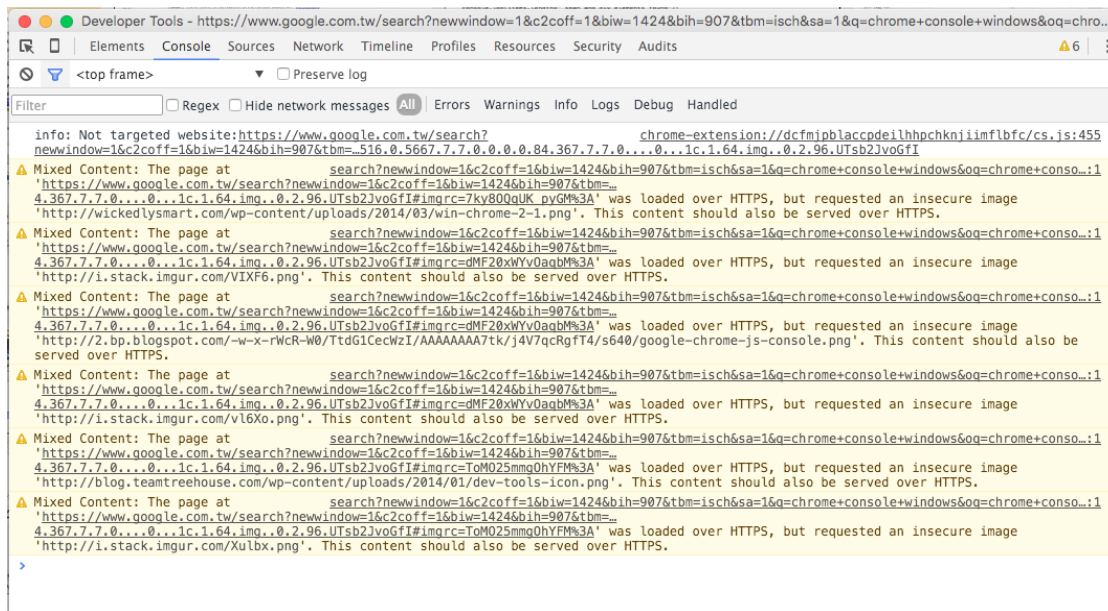 Developer Tools - https://www.google.com.tw/search?newwindow=1&c2coff=1&biw=1424&bih=907&tbm=isch&sa=1&q=chrome+console+windows&oq=chro...
Elements Console Sources Network Timeline Profiles Resources Security Audits 6
<top frame> ▼ Preserve log
Filter Regex Hide network messages All Errors Warnings Info Logs Debug Handled
info: Not targeted website:https://www.google.com.tw/search? chrome-extension://dcfmjpblaccpdeilhhpchknjiimflbfc/cs.js:455
newwindow=1&c2coff=1&biw=1424&bih=907&tbm=…516.0.5667.7.7.0.0.0.0.84.367.7.7.0....0...1c.1.64.img..0.2.96.UTsb2JvoGfI
Mixed Content: The page at search?newwindow=1&c2coff=1&biw=1424&bih=907&tbm=isch&sa=1&q=chrome+console+windows&oq=chrome+conso…:1
'https://www.google.com.tw/search?newwindow=1&c2coff=1&biw=1424&bih=907&tbm=…
4.367.7.7.0....0...1c.1.64.img..0.2.96.UTsb2JvoGfI#imgrc=7ky8OQqUK_pyGM%3A' was loaded over HTTPS, but requested an insecure image
'http://wickedlysmart.com/wp-content/uploads/2014/03/win-chrome-2-1.png'. This content should also be served over HTTPS.
Mixed Content: The page at search?newwindow=1&c2coff=1&biw=1424&bih=907&tbm=isch&sa=1&q=chrome+console+windows&oq=chrome+conso…:1
'https://www.google.com.tw/search?newwindow=1&c2coff=1&biw=1424&bih=907&tbm=…
4.367.7.7.0....0...1c.1.64.img..0.2.96.UTsb2JvoGfI#imgrc=dMF20xWYvOaqbM%3A' was loaded over HTTPS, but requested an insecure image
'http://i.stack.imgur.com/VIXF6.png'. This content should also be served over HTTPS.
Mixed Content: The page at search?newwindow=1&c2coff=1&biw=1424&bih=907&tbm=isch&sa=1&q=chrome+console+windows&oq=chrome+conso…:1
'https://www.google.com.tw/search?newwindow=1&c2coff=1&biw=1424&bih=907&tbm=…
4.367.7.7.0....0...1c.1.64.img..0.2.96.UTsb2JvoGfI#imgrc=dMF20xWYvOaqbM%3A' was loaded over HTTPS, but requested an insecure image
'http://2.bp.blogspot.com/-w-x-rWcR-W0/TtdG1CecWzI/AAAAAAAA7tk/j4V7qcRgfT4/s640/google-chrome-js-console.png'. This content should also be
served over HTTPS.
Mixed Content: The page at search?newwindow=1&c2coff=1&biw=1424&bih=907&tbm=isch&sa=1&q=chrome+console+windows&oq=chrome+conso…:1
'https://www.google.com.tw/search?newwindow=1&c2coff=1&biw=1424&bih=907&tbm=…
4.367.7.7.0....0...1c.1.64.img..0.2.96.UTsb2JvoGfI#imgrc=dMF20xWYvOaqbM%3A' was loaded over HTTPS, but requested an insecure image
'http://i.stack.imgur.com/vl6Xo.png'. This content should also be served over HTTPS.
Mixed Content: The page at search?newwindow=1&c2coff=1&biw=1424&bih=907&tbm=isch&sa=1&q=chrome+console+windows&oq=chrome+conso…:1
'https://www.google.com.tw/search?newwindow=1&c2coff=1&biw=1424&bih=907&tbm=…
4.367.7.7.0....0...1c.1.64.img..0.2.96.UTsb2JvoGfI#imgrc=ToMO25mmgOhYFM%3A' was loaded over HTTPS, but requested an insecure image
'http://blog.teamtreehouse.com/wp-content/uploads/2014/01/dev-tools-icon.png'. This content should also be served over HTTPS.
Mixed Content: The page at search?newwindow=1&c2coff=1&biw=1424&bih=907&tbm=isch&sa=1&q=chrome+console+windows&oq=chrome+conso…:1
'https://www.google.com.tw/search?newwindow=1&c2coff=1&biw=1424&bih=907&tbm=…
4.367.7.7.0....0...1c.1.64.img..0.2.96.UTsb2JvoGfI#imgrc=ToMO25mmgOhYFM%3A' was loaded over HTTPS, but requested an insecure image
'http://i.stack.imgur.com/Xulbx.png'. This content should also be served over HTTPS.